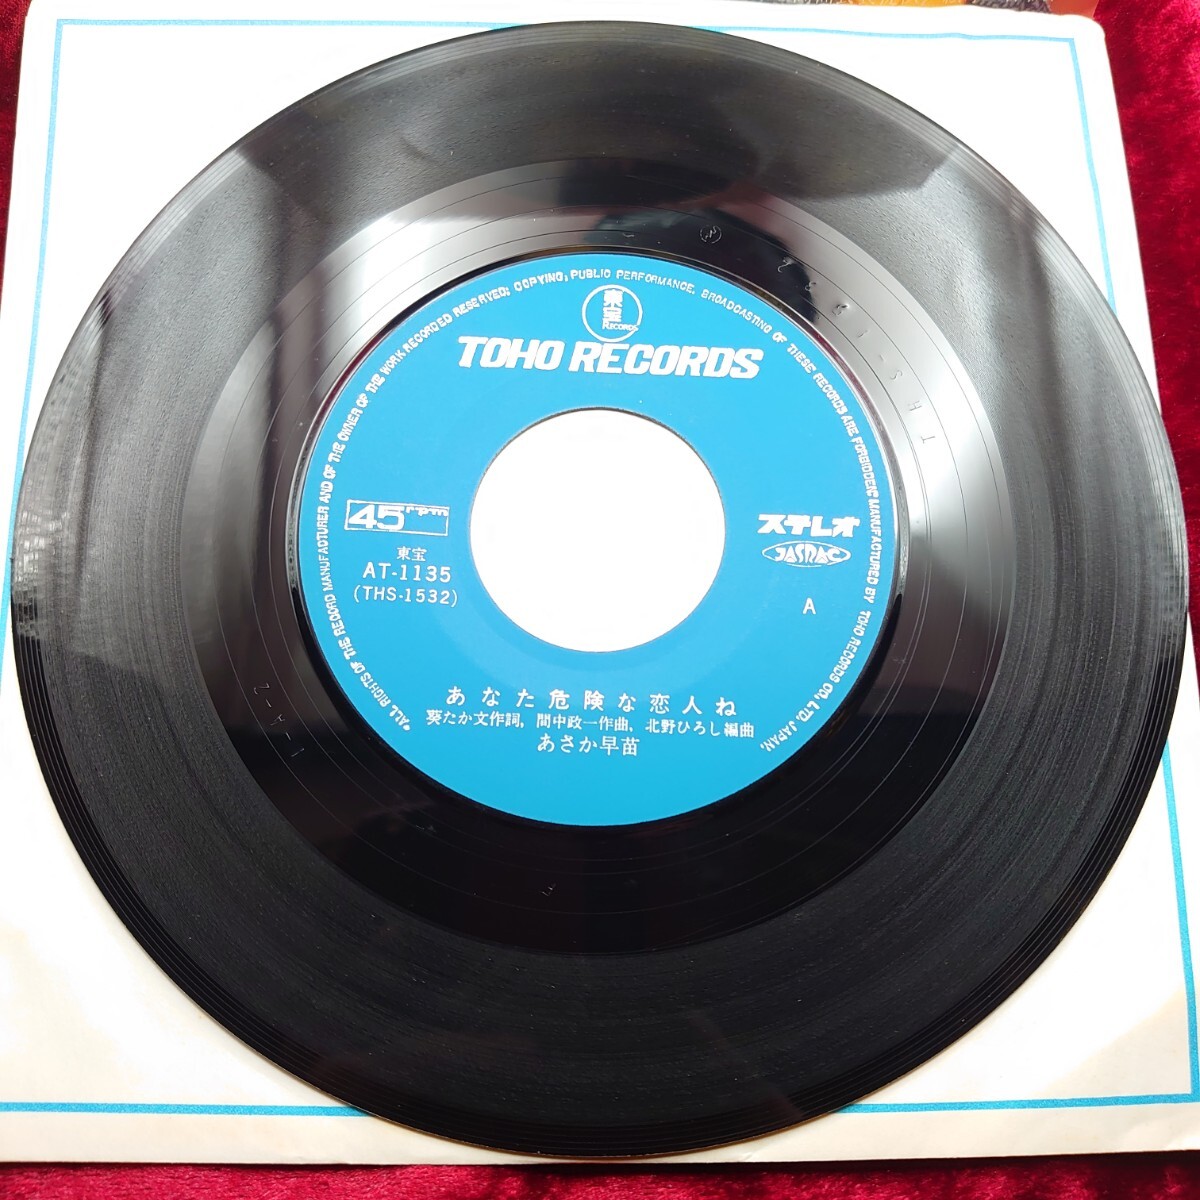 *ALL RIGHTS OF THE RECORD MANUFACTURER AND OF THE OWNER OF THE WORK RECORDED RESERVED; COPYING, PUBLIC PERFORMANCE, BROADCASTING OF THESE RECORDS ARE FORBIDDEN; MANUFACTURED BY TOHO RECORDS CO., LTD. JAPAN.
東宝
RECORDS
TOHO RECORDS
45rpm
東宝
AT-1135
(THS-1532)
ステレオ
JASRAC
A
あなた危険な恋人ね
葵たか文作詞, 間中政一作曲, 北野ひろし編曲
あさか早苗
THS-1532
1-A-2